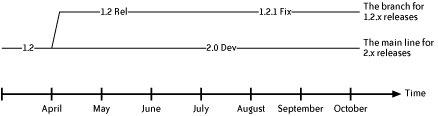 1.2 Rel
1.2.1 Fix
The branch for
1.2.x releases
1.2
2.0 Dev
The main line for
2.x releases
Time
April
May
June
July
August
September
October